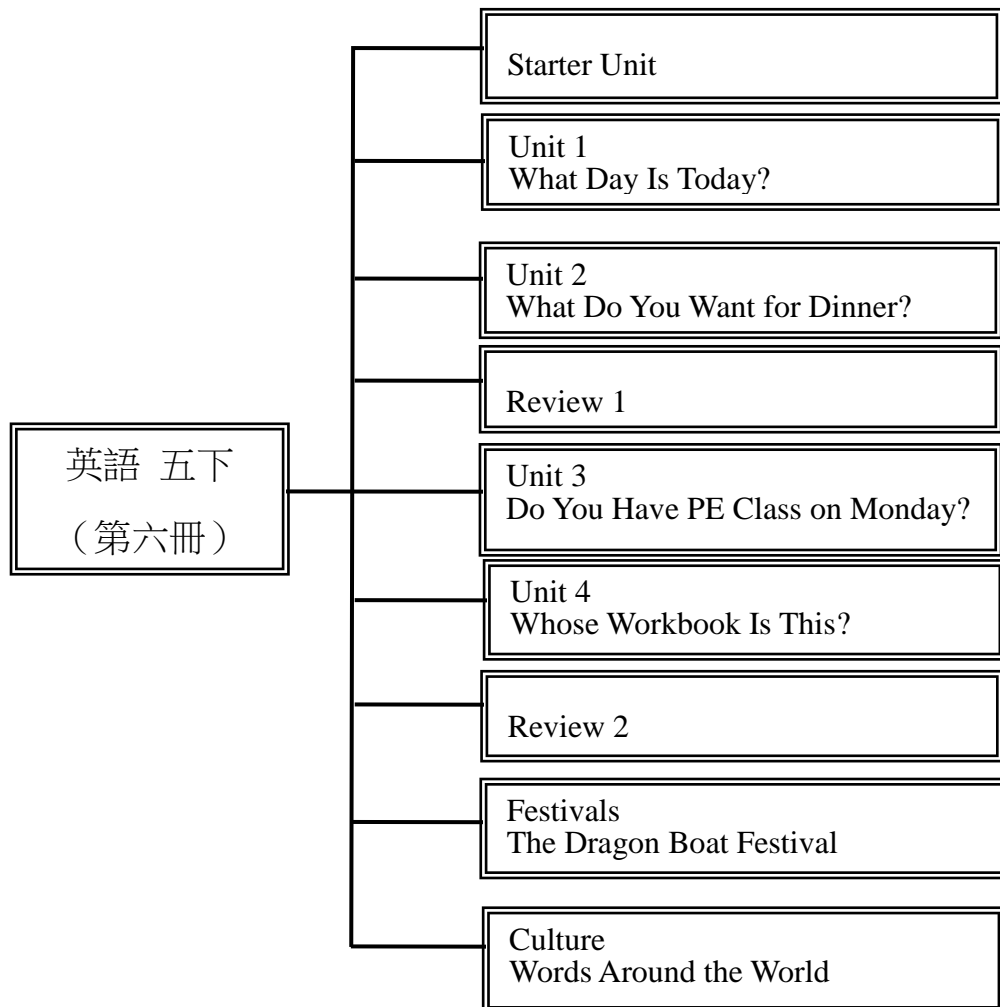 英語 五下
（第六冊）
Starter Unit
Unit 1
What Day Is Today?
Unit 2
What Do You Want for Dinner?
Review 1
Unit 3
Do You Have PE Class on Monday?
Unit 4
Whose Workbook Is This?
Review 2
Festivals
The Dragon Boat Festival
Culture
Words Around the World